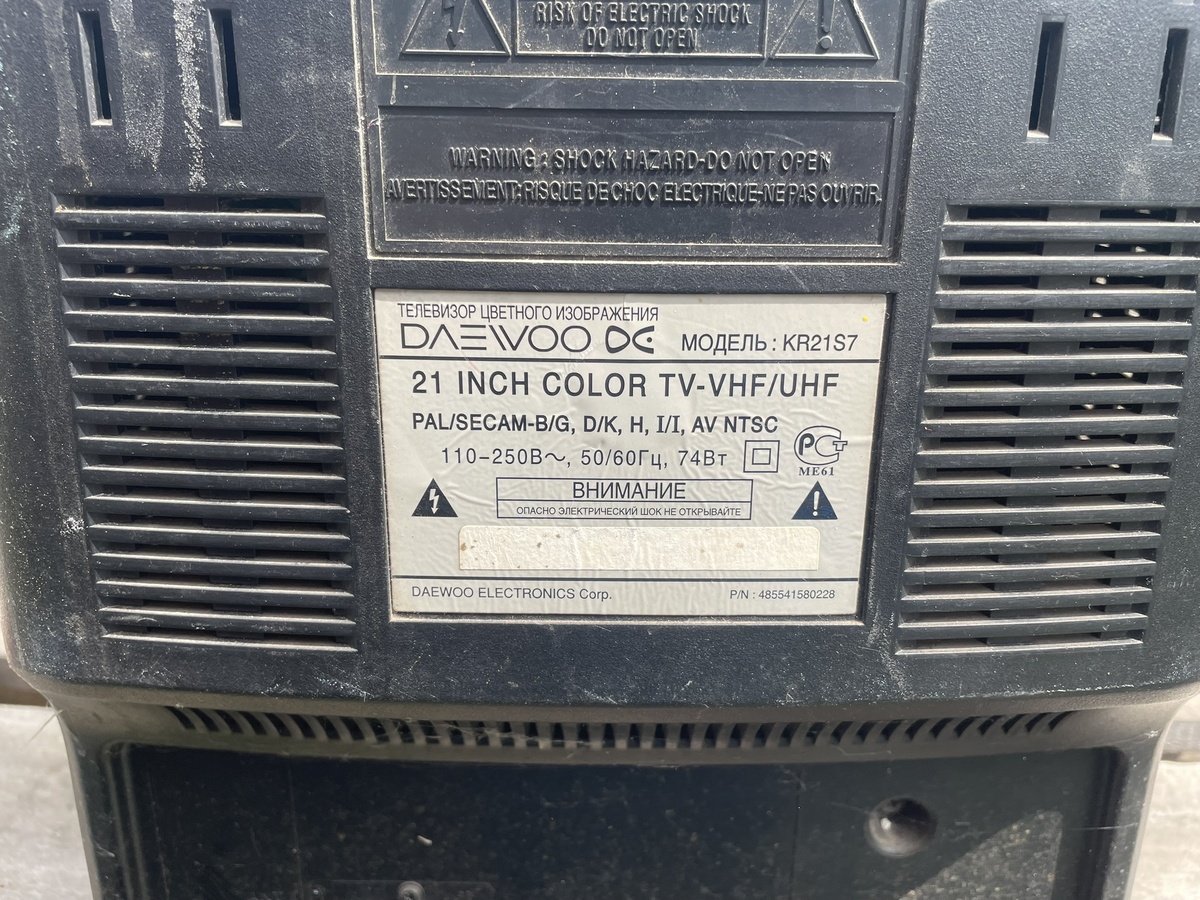 RISK OF ELECTRIC SHOCK
DO NOT OPEN
WARNING : SHOCK HAZARD-DO NOT OPEN
AVERTISSEMENT:RISQUE DE CHOC ELECTRIQUE-NE PAS OUVRIR.
ТЕЛЕВИЗОР ЦВЕТНОГО ИЗОБРАЖЕНИЯ
DAEWOO МОДЕЛЬ : KR21S7
21 INCH COLOR TV-VHF/UHF
PAL/SECAM-B/G, D/K, H, I/I, AV NTSC
110-250В~, 50/60Гц, 74Вт
РСТ
ME61
ВНИМАНИЕ
ОПАСНО ЭЛЕКТРИЧЕСКИЙ ШОК НЕ ОТКРЫВАЙТЕ
DAEWOO ELECTRONICS Corp. P/N : 485541580228